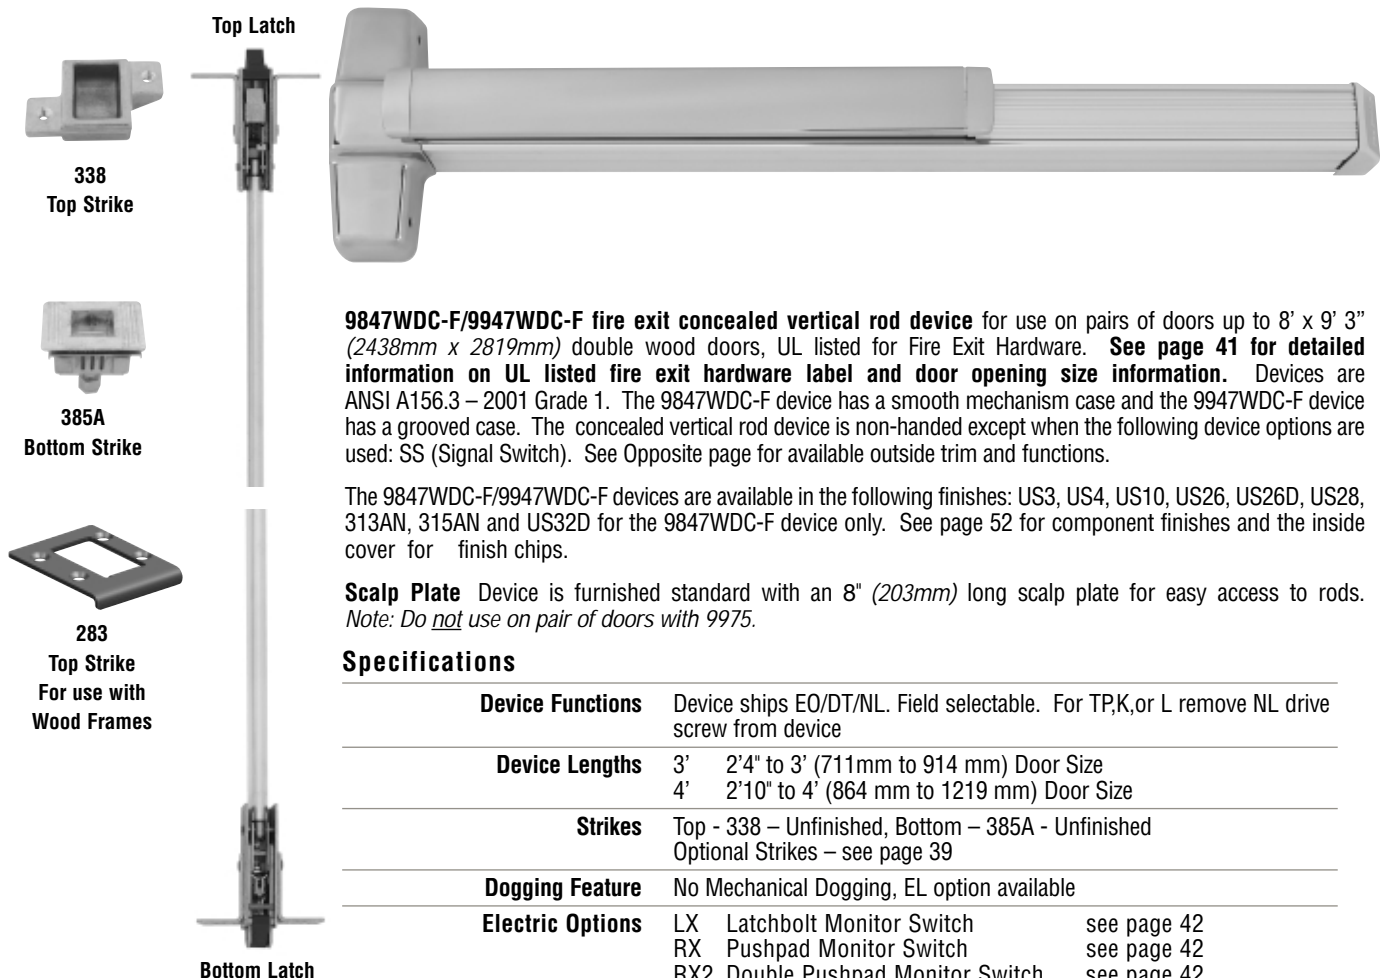 Top Latch
338
Top Strike
385A
Bottom Strike
283
Top Strike
For use with
Wood Frames
Bottom Latch
9847WDC-F/9947WDC-F fire exit concealed vertical rod device for use on pairs of doors up to 8’ x 9’ 3”
(2438mm x 2819mm) double wood doors, UL listed for Fire Exit Hardware. See page 41 for detailed
information on UL listed fire exit hardware label and door opening size information. Devices are
ANSI A156.3 – 2001 Grade 1. The 9847WDC-F device has a smooth mechanism case and the 9947WDC-F device
has a grooved case. The concealed vertical rod device is non-handed except when the following device options are
used: SS (Signal Switch). See Opposite page for available outside trim and functions.
The 9847WDC-F/9947WDC-F devices are available in the following finishes: US3, US4, US10, US26, US26D, US28,
313AN, 315AN and US32D for the 9847WDC-F device only. See page 52 for component finishes and the inside
cover for finish chips.
Scalp Plate Device is furnished standard with an 8" (203mm) long scalp plate for easy access to rods.
Note: Do not use on pair of doors with 9975.
Specifications
Device Functions Device ships EO/DT/NL. Field selectable. For TP,K,or L remove NL drive
screw from device
Device Lengths 3’ 2’4" to 3’ (711mm to 914 mm) Door Size
4’ 2’10" to 4’ (864 mm to 1219 mm) Door Size
Strikes Top - 338 – Unfinished, Bottom – 385A - Unfinished
Optional Strikes – see page 39
Dogging Feature No Mechanical Dogging, EL option available
Electric Options LX Latchbolt Monitor Switch see page 42
RX Pushpad Monitor Switch see page 42
RX2 Double Pushpad Monitor Switch see page 42